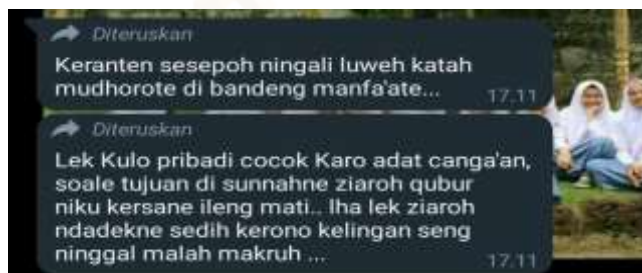 Diteruskan
Keranten sesepoh ningali luweh katah
mudhorote di bandeng manfa'ate...
17.11
Diteruskan
Lek Kulo pribadi cocok Karo adat canga'an,
soale tujuan di sunnahne ziaroh qubur
niku kersane ileng mati.. lha lek ziaroh
ndadekne sedih kerono kelingan seng
ninggal malah makruh ...
17.11